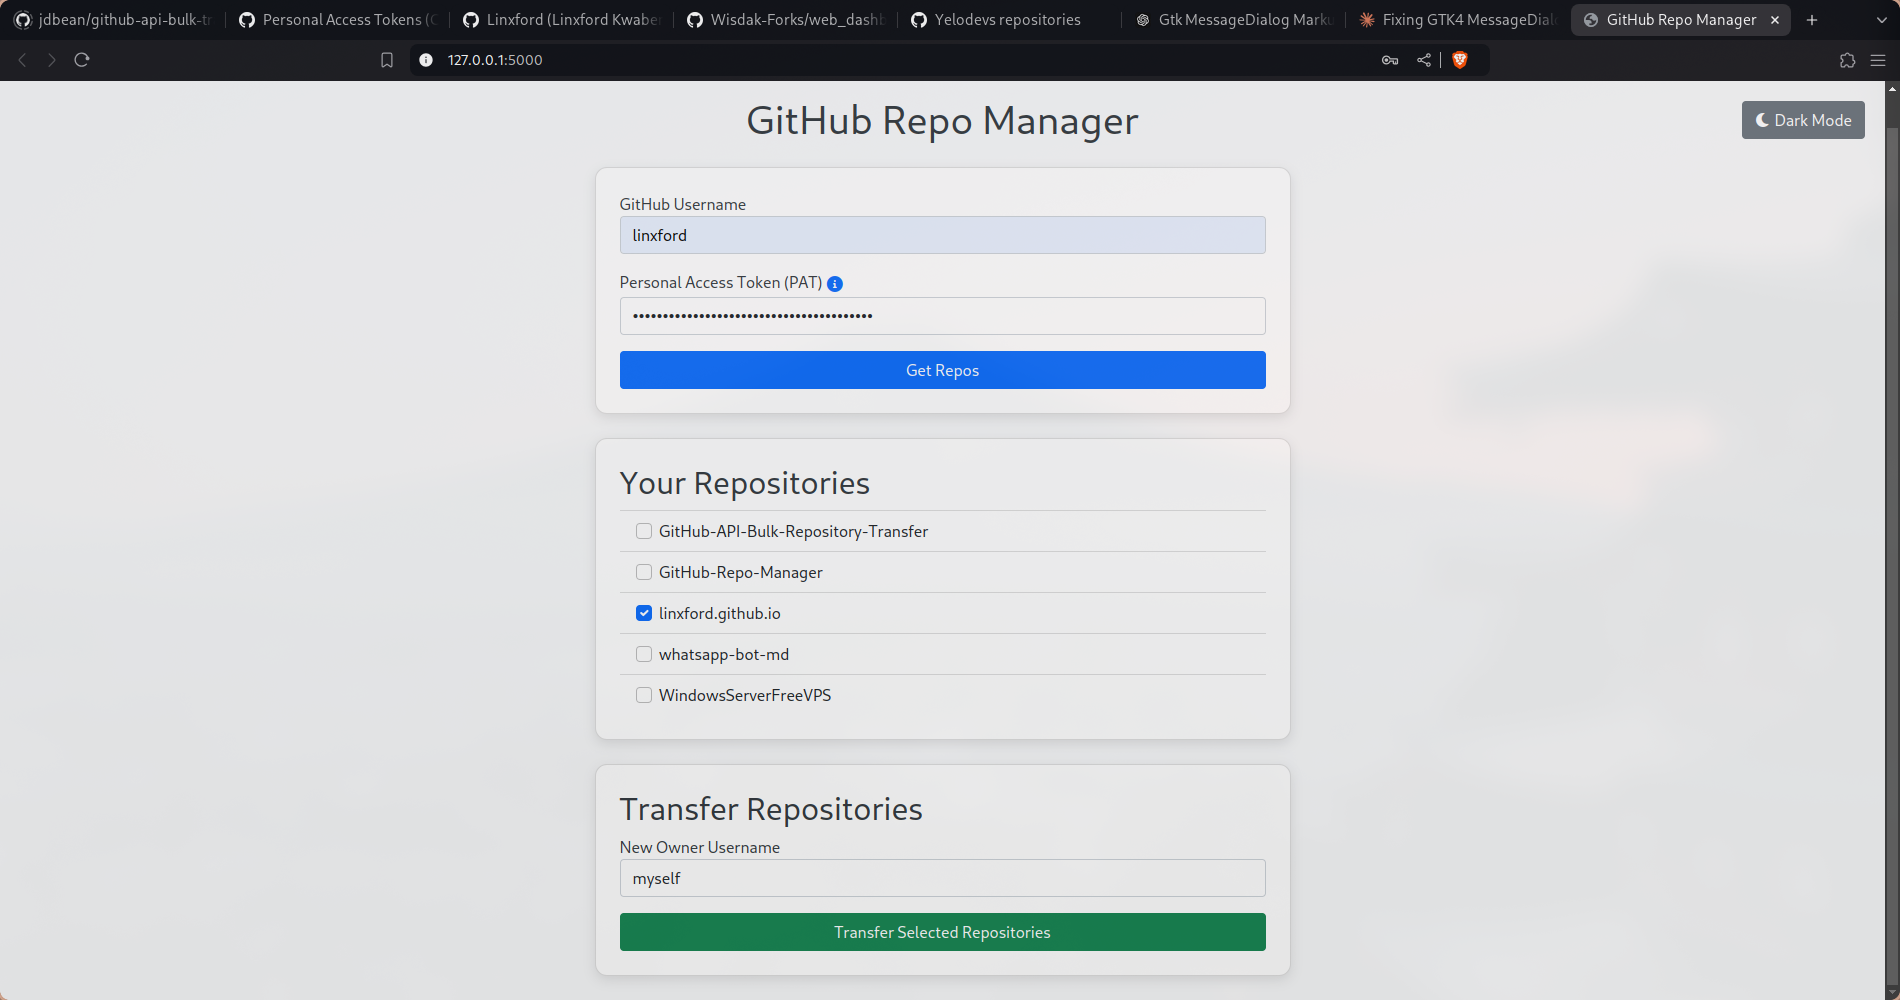 jdbean/github-api-bulk-tr
Personal Access Tokens (C
Linxford (Linxford Kwaber
Wisdak-Forks/web_dashb
Yelodevs repositories
Gtk MessageDialog Marku
Fixing GTK4 MessageDial
GitHub Repo Manager
127.0.0.1:5000
GitHub Repo Manager
Dark Mode
GitHub Username
linxford
Personal Access Token (PAT)
Get Repos
Your Repositories
GitHub-API-Bulk-Repository-Transfer
GitHub-Repo-Manager
linxford.github.io
whatsapp-bot-md
WindowsServerFreeVPS
Transfer Repositories
New Owner Username
myself
Transfer Selected Repositories